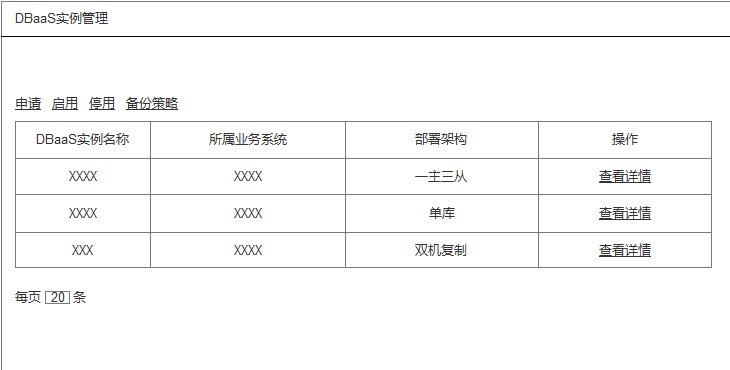 DBaaS实例管理
申请 启用 停用 备份策略
DBaaS实例名称 所属业务系统 部署架构 操作
XXXX XXXX 一主三从 查看详情
XXXX XXXX 单库 查看详情
XXX XXXX 双机复制 查看详情
每页 20 条